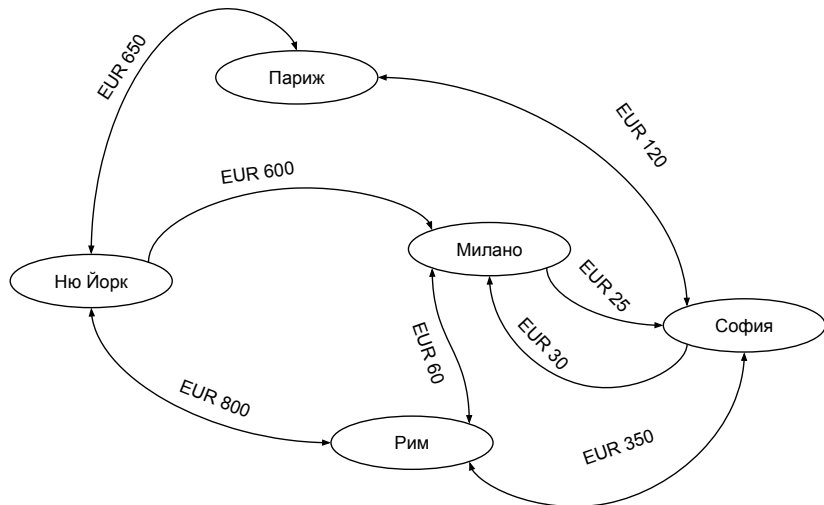 EUR 650
Париж
EUR 120
EUR 600
Милано
Ню Йорк
EUR 25
София
EUR 30
EUR 60
EUR 800
Рим
EUR 350